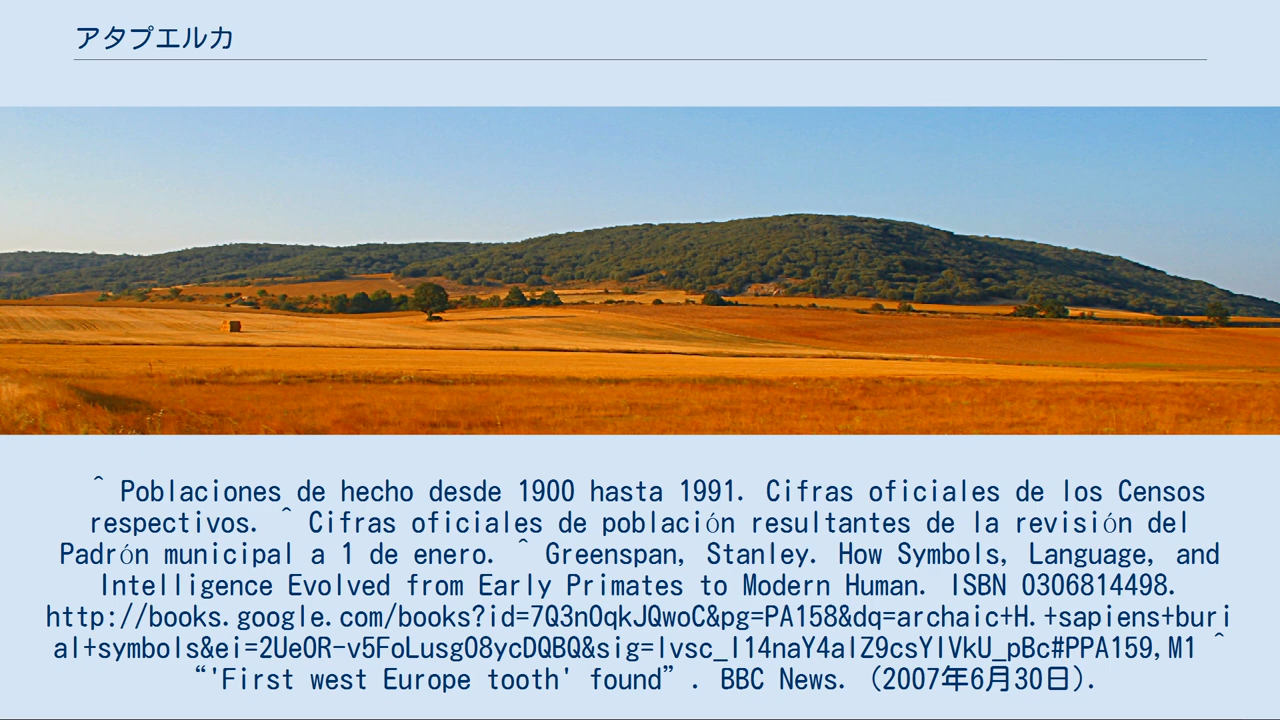 アタプエルカ
^ Poblaciones de hecho desde 1900 hasta 1991. Cifras oficiales de los Censos
respectivos. ^ Cifras oficiales de población resultantes de la revisión del
Padrón municipal a 1 de enero. ^ Greenspan, Stanley. How Symbols, Language, and
Intelligence Evolved from Early Primates to Modern Human. ISBN 0306814498.
http://books.google.com/books?id=7Q3n0qkJQwoC&pg=PA158&dq=archaic+H.+sapiens+buri
al+symbols&ei=2UeOR-v5FoLusgO8ycDQBQ&sig=lvsc_l14naY4alZ9csYlVkU_pBc#PPA159,M1 ^
“'First west Europe tooth' found”. BBC News. (2007年6月30日).